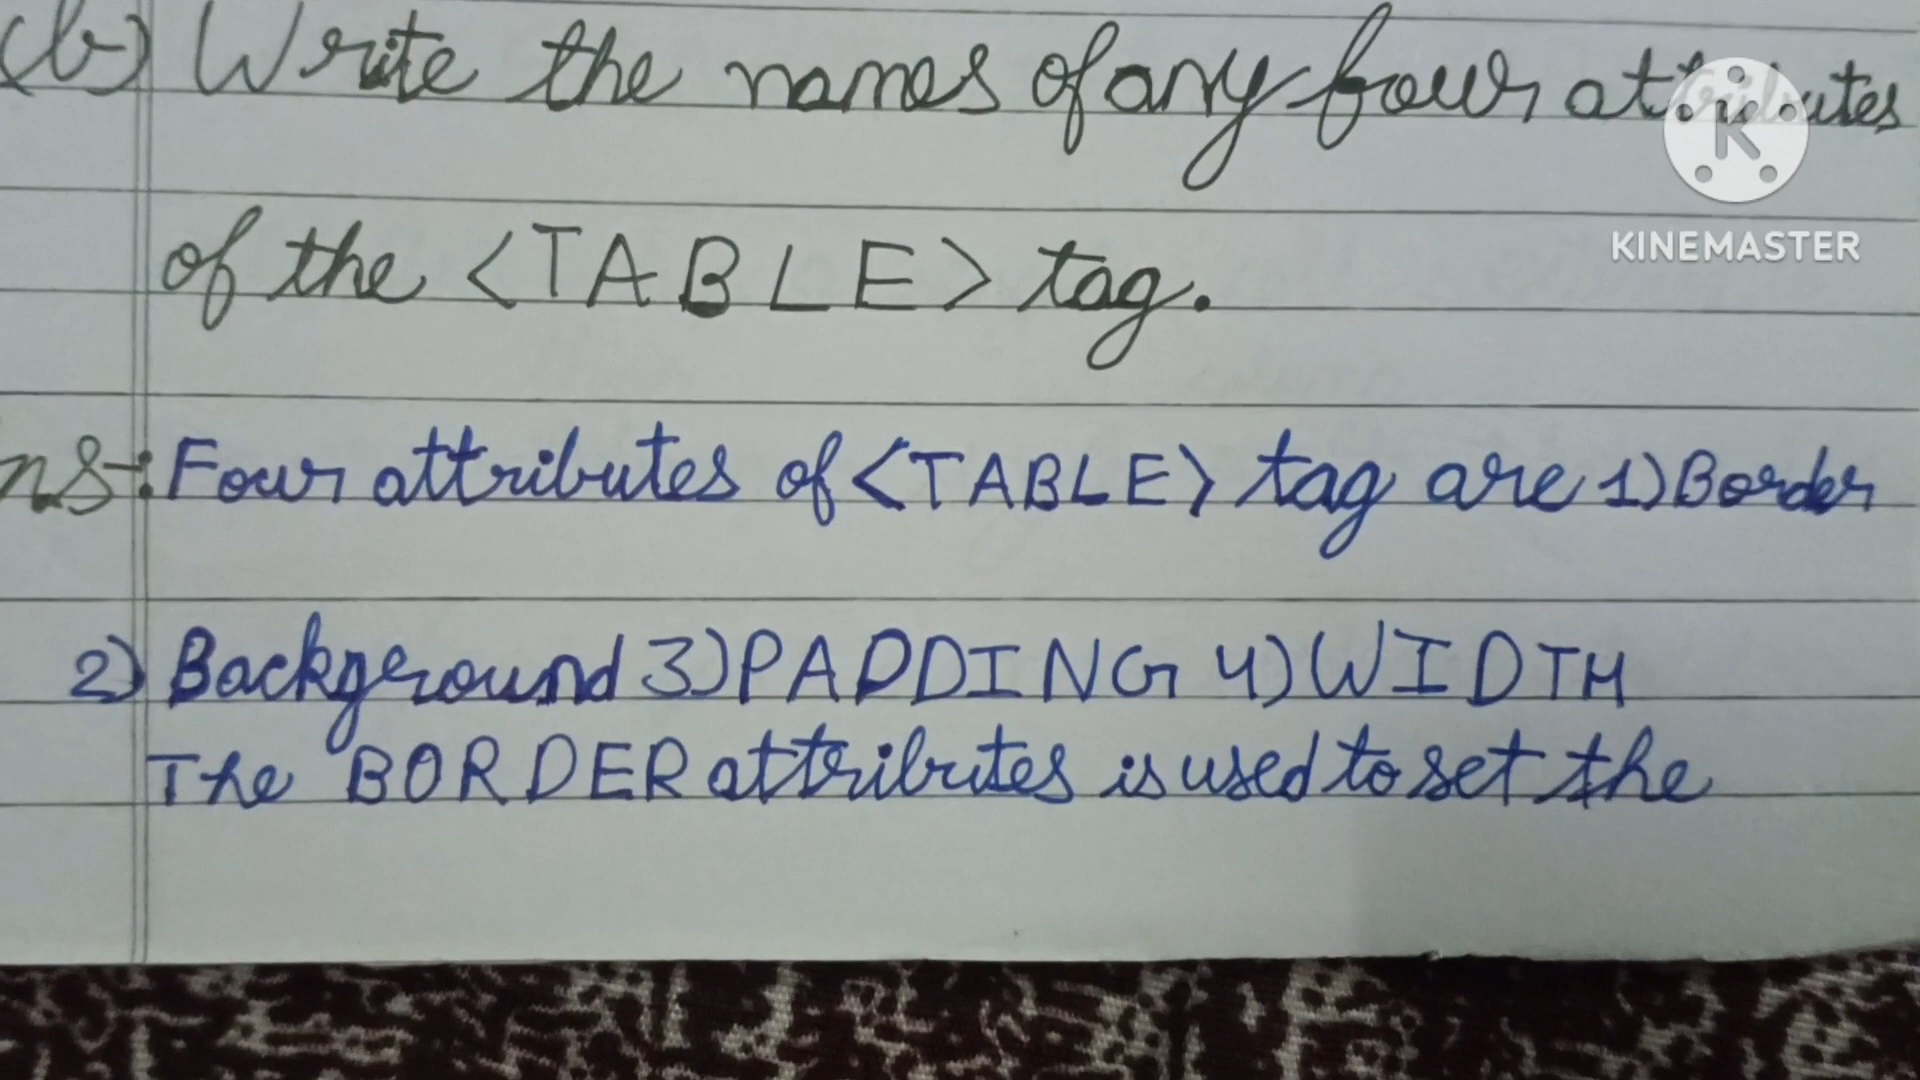 (b) Write the names of any four attributes
KINEMASTER
of the <TABLE> tag.
ns-: Four attributes of <TABLE> tag are 1) Border
2) Background 3) PADDING 4) WIDTH
The BORDER attributes is used to set the